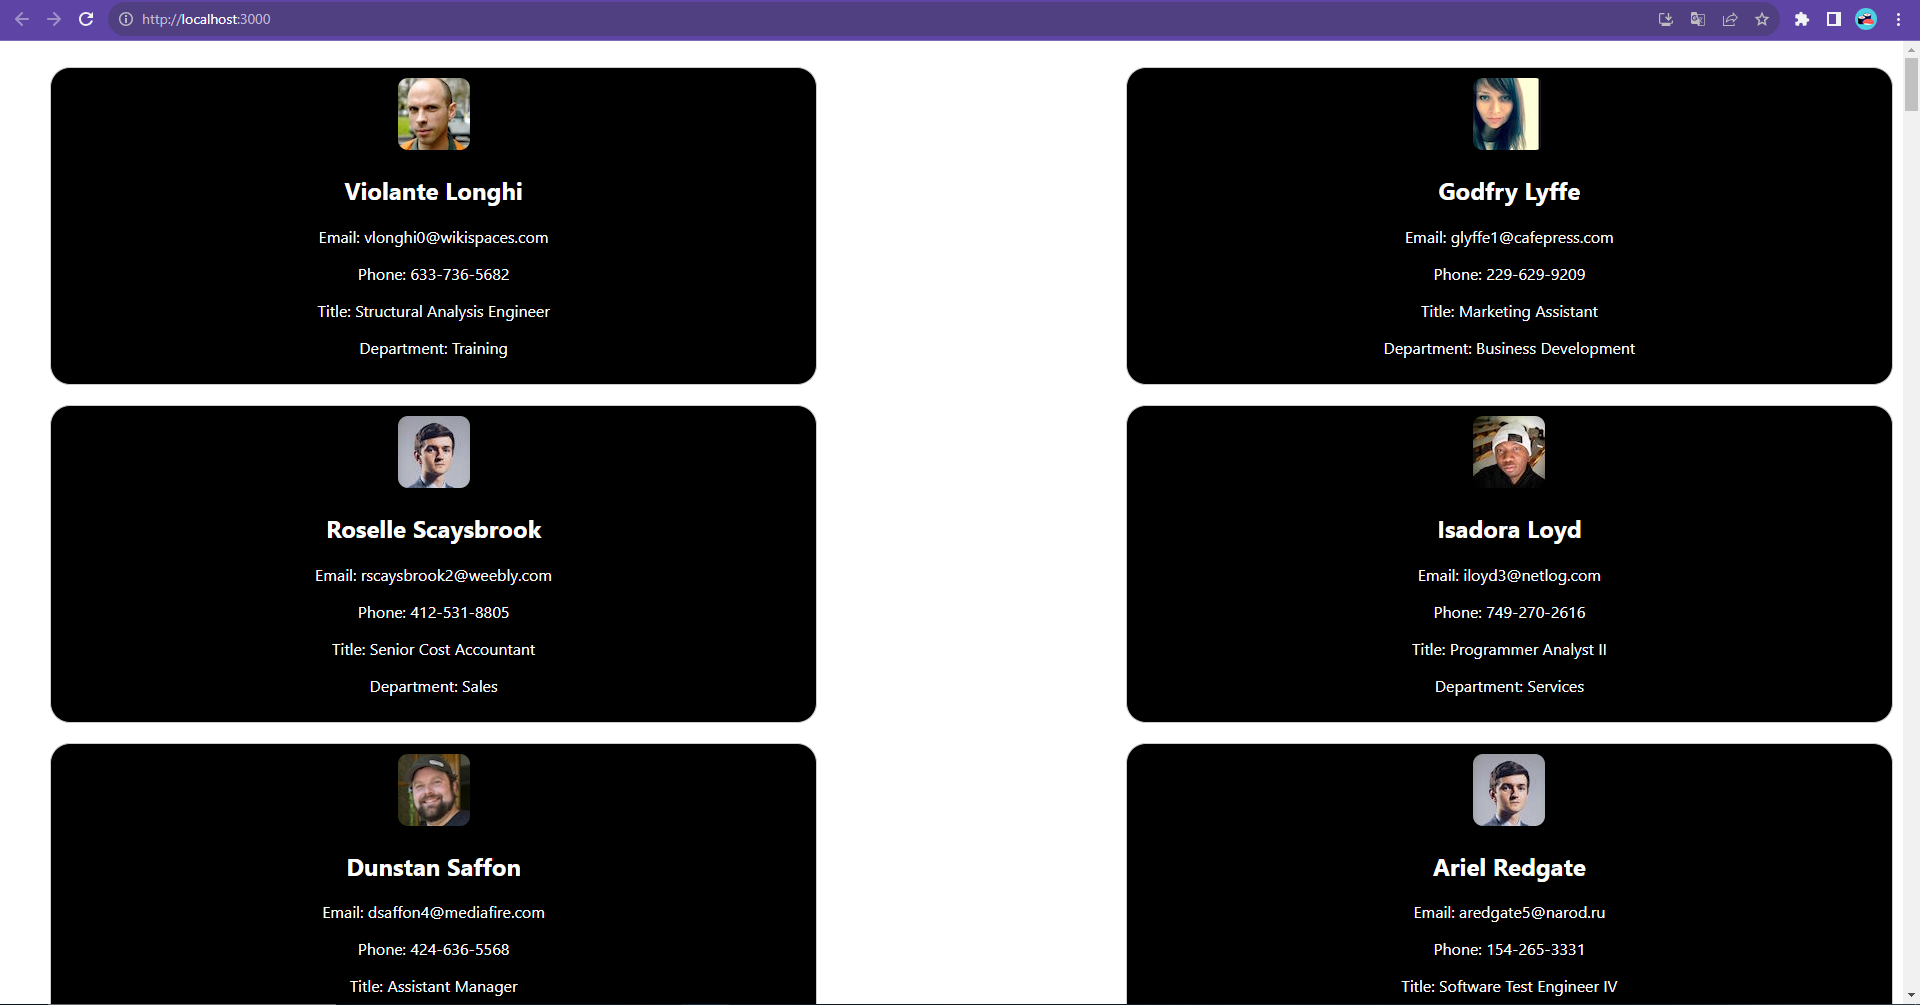 http://localhost:3000
Violante Longhi
Email: vlonghi0@wikispaces.com
Phone: 633-736-5682
Title: Structural Analysis Engineer
Department: Training
Godfry Lyffe
Email: glyffe1@cafepress.com
Phone: 229-629-9209
Title: Marketing Assistant
Department: Business Development
Roselle Scaysbrook
Email: rscaysbrook2@weebly.com
Phone: 412-531-8805
Title: Senior Cost Accountant
Department: Sales
Isadora Loyd
Email: iloyd3@netlog.com
Phone: 749-270-2616
Title: Programmer Analyst II
Department: Services
Dunstan Saffon
Email: dsaffon4@mediafire.com
Phone: 424-636-5568
Title: Assistant Manager
Ariel Redgate
Email: aredgate5@narod.ru
Phone: 154-265-3331
Title: Software Test Engineer IV